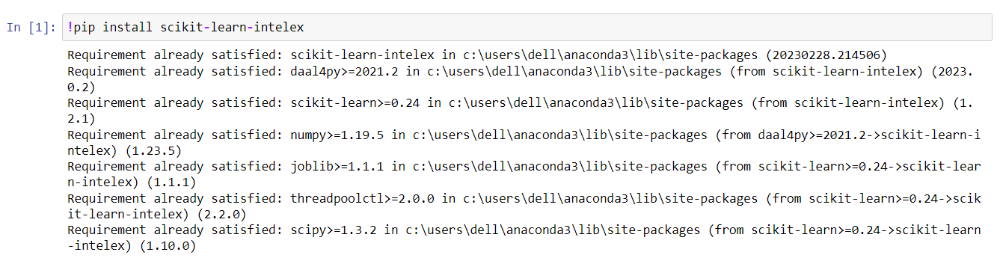 In [1]: !pip install scikit-learn-intelex
Requirement already satisfied: scikit-learn-intelex in c:\users\dell\anaconda3\lib\site-packages (20230228.214506)
Requirement already satisfied: daal4py>=2021.2 in c:\users\dell\anaconda3\lib\site-packages (from scikit-learn-intelex) (2023.
0.2)
Requirement already satisfied: scikit-learn>=0.24 in c:\users\dell\anaconda3\lib\site-packages (from scikit-learn-intelex) (1.
2.1)
Requirement already satisfied: numpy>=1.19.5 in c:\users\dell\anaconda3\lib\site-packages (from daal4py>=2021.2->scikit-learn-i
ntelex) (1.23.5)
Requirement already satisfied: joblib>=1.1.1 in c:\users\dell\anaconda3\lib\site-packages (from scikit-learn>=0.24->scikit-lear
n-intelex) (1.1.1)
Requirement already satisfied: threadpoolctl>=2.0.0 in c:\users\dell\anaconda3\lib\site-packages (from scikit-learn>=0.24->scik
it-learn-intelex) (2.2.0)
Requirement already satisfied: scipy>=1.3.2 in c:\users\dell\anaconda3\lib\site-packages (from scikit-learn>=0.24->scikit-learn
-intelex) (1.10.0)